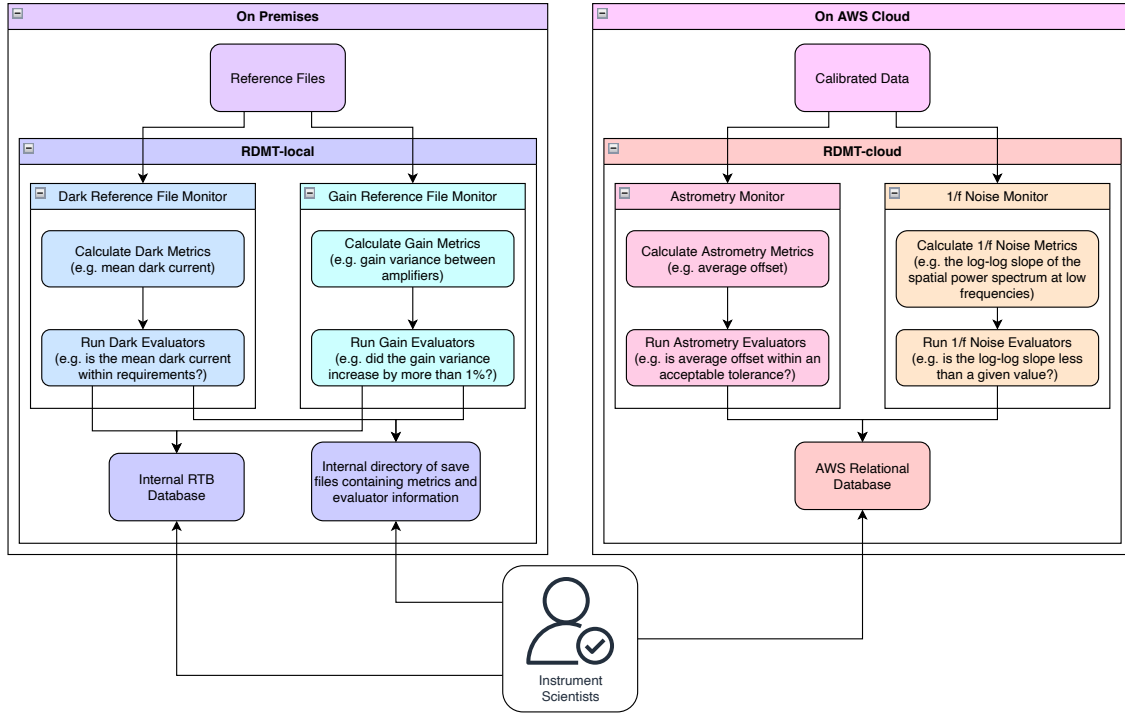 On Premises
Reference Files
RDMT-local
Dark Reference File Monitor
Calculate Dark Metrics
(e.g. mean dark current)
Run Dark Evaluators
(e.g. is the mean dark current
within requirements?)
Gain Reference File Monitor
Calculate Gain Metrics
(e.g. gain variance between
amplifiers)
Run Gain Evaluators
(e.g. did the gain variance
increase by more than 1%?)
Internal RTB
Database
Internal directory of save
files containing metrics and
evaluator information
On AWS Cloud
Calibrated Data
RDMT-cloud
Astrometry Monitor
Calculate Astrometry Metrics
(e.g. average offset)
Run Astrometry Evaluators
(e.g. is average offset within an
acceptable tolerance?)
1/f Noise Monitor
Calculate 1/f Noise Metrics
(e.g. the log-log slope of the
spatial power spectrum at low
frequencies)
Run 1/f Noise Evaluators
(e.g. is the log-log slope less
than a given value?)
AWS Relational
Database
Instrument
Scientists